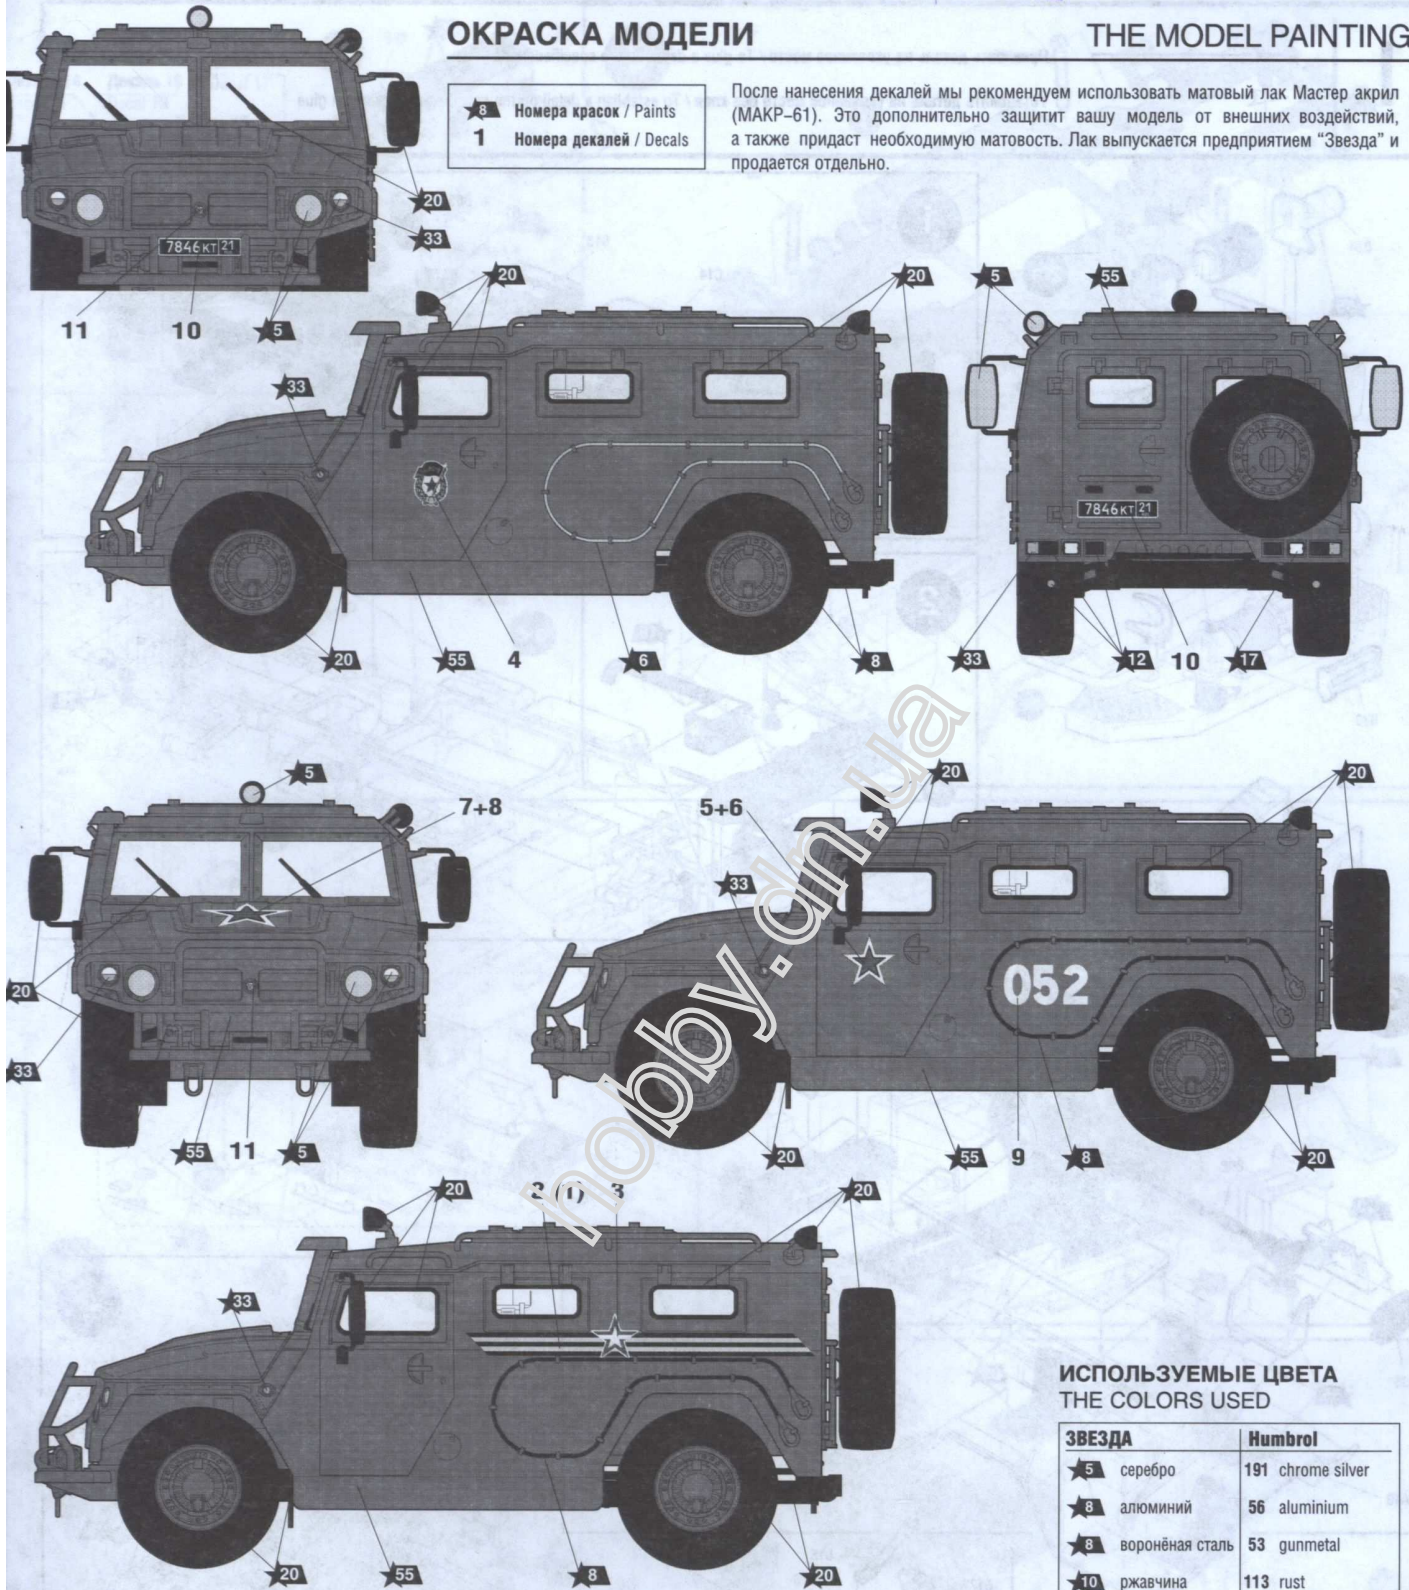 ОКРАСКА МОДЕЛИ
THE MODEL PAINTING
8 Номера красок / Paints
1 Номера декалей / Decals
После нанесения декалей мы рекомендуем использовать матовый лак Мастер акрил
(МАКР–61). Это дополнительно защитит вашу модель от внешних воздействий,
а также придаст необходимую матовость. Лак выпускается предприятием “Звезда” и
продается отдельно.
20
33
7846 КТ 21
11 10 5
20 20 5 55
33
7846 КТ 21
20 55 4 6 8 33 12 10 17
5
7+8
5+6
20 20
33
052
20
33
55 11 5
20 55 9 8 20
hobby.dn.ua
20 2 (1) 3 20
33
20 55 8 20
ИСПОЛЬЗУЕМЫЕ ЦВЕТА
THE COLORS USED
ЗВЕЗДА Humbrol
5 серебро 191 chrome silver
8 алюминий 56 aluminium
8 воронёная сталь 53 gunmetal
10 ржавчина 113 rust